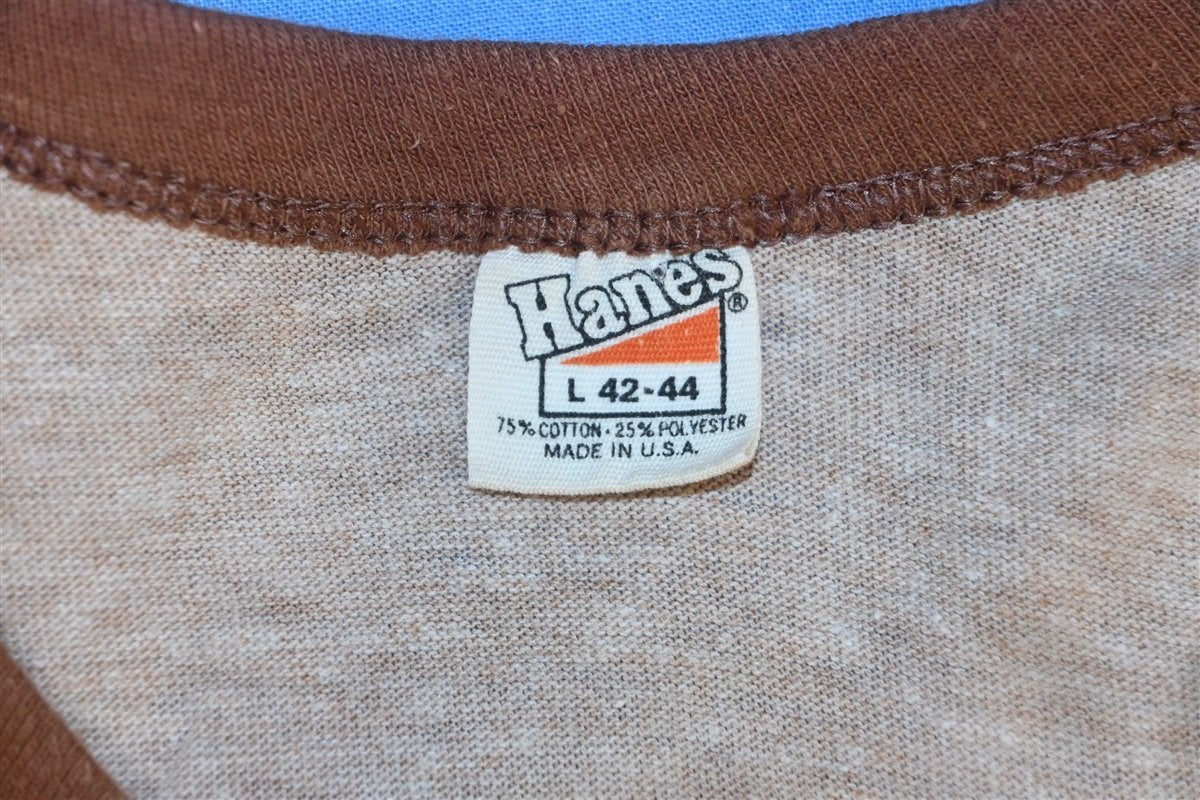 Hanes®
L 42-44
75% COTTON • 25% POLYESTER
MADE IN U.S.A.